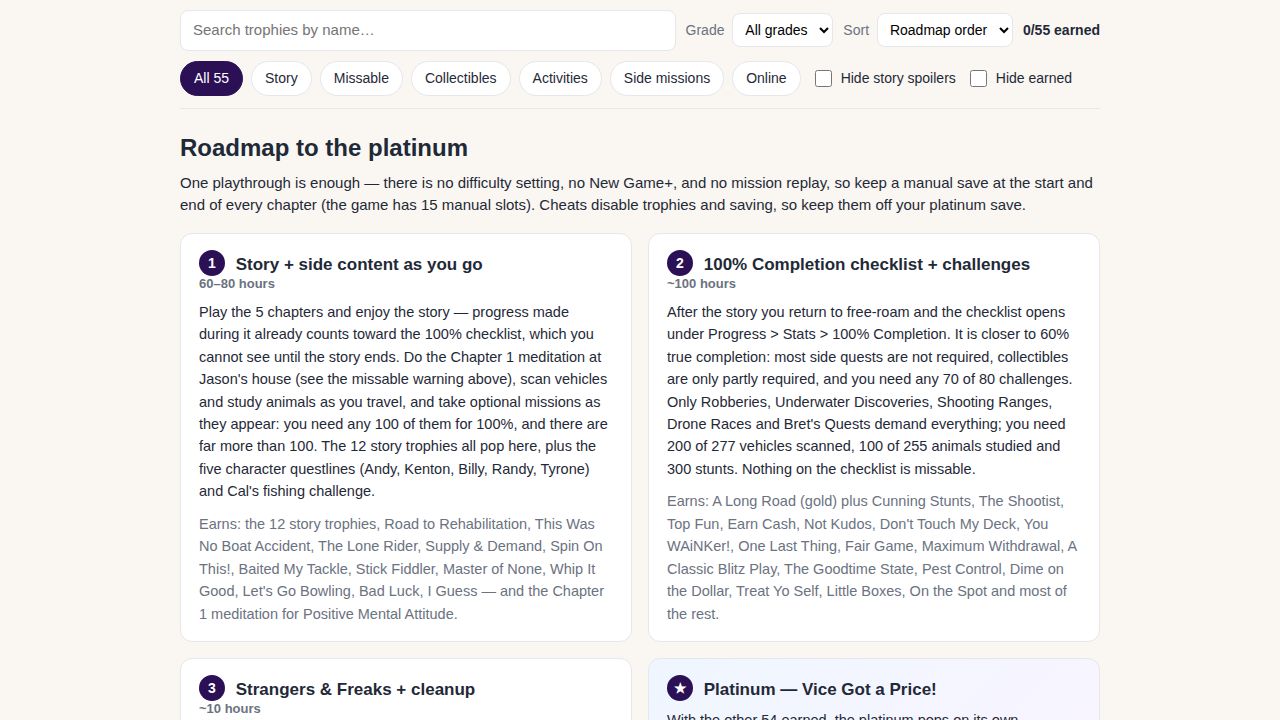 Search trophies by name… Grade All grades Sort Roadmap order 0/55 earned
All 55 Story Missable Collectibles Activities Side missions Online Hide story spoilers Hide earned
Roadmap to the platinum
One playthrough is enough — there is no difficulty setting, no New Game+, and no mission replay, so keep a manual save at the start and
end of every chapter (the game has 15 manual slots). Cheats disable trophies and saving, so keep them off your platinum save.
1 Story + side content as you go
60–80 hours
Play the 5 chapters and enjoy the story — progress made
during it already counts toward the 100% checklist, which you
cannot see until the story ends. Do the Chapter 1 meditation at
Jason's house (see the missable warning above), scan vehicles
and study animals as you travel, and take optional missions as
they appear: you need any 100 of them for 100%, and there are
far more than 100. The 12 story trophies all pop here, plus the
five character questlines (Andy, Kenton, Billy, Randy, Tyrone)
and Cal's fishing challenge.
Earns: the 12 story trophies, Road to Rehabilitation, This Was
No Boat Accident, The Lone Rider, Supply & Demand, Spin On
This!, Baited My Tackle, Stick Fiddler, Master of None, Whip It
Good, Let's Go Bowling, Bad Luck, I Guess — and the Chapter
1 meditation for Positive Mental Attitude.
2 100% Completion checklist + challenges
~100 hours
After the story you return to free-roam and the checklist opens
under Progress > Stats > 100% Completion. It is closer to 60%
true completion: most side quests are not required, collectibles
are only partly required, and you need any 70 of 80 challenges.
Only Robberies, Underwater Discoveries, Shooting Ranges,
Drone Races and Bret's Quests demand everything; you need
200 of 277 vehicles scanned, 100 of 255 animals studied and
300 stunts. Nothing on the checklist is missable.
Earns: A Long Road (gold) plus Cunning Stunts, The Shootist,
Top Fun, Earn Cash, Not Kudos, Don't Touch My Deck, You
WAiNKer!, One Last Thing, Fair Game, Maximum Withdrawal, A
Classic Blitz Play, The Goodtime State, Pest Control, Dime on
the Dollar, Treat Yo Self, Little Boxes, On the Spot and most of
the rest.
3 Strangers & Freaks + cleanup
~10 hours
★ Platinum — Vice Got a Price!
With the other 54 earned, the platinum pops on its own.